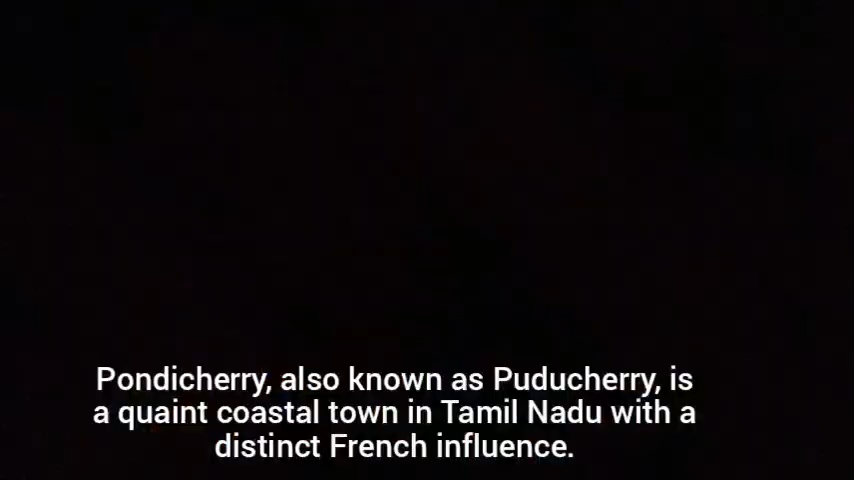 Pondicherry, also known as Puducherry, is
a quaint coastal town in Tamil Nadu with a
distinct French influence.